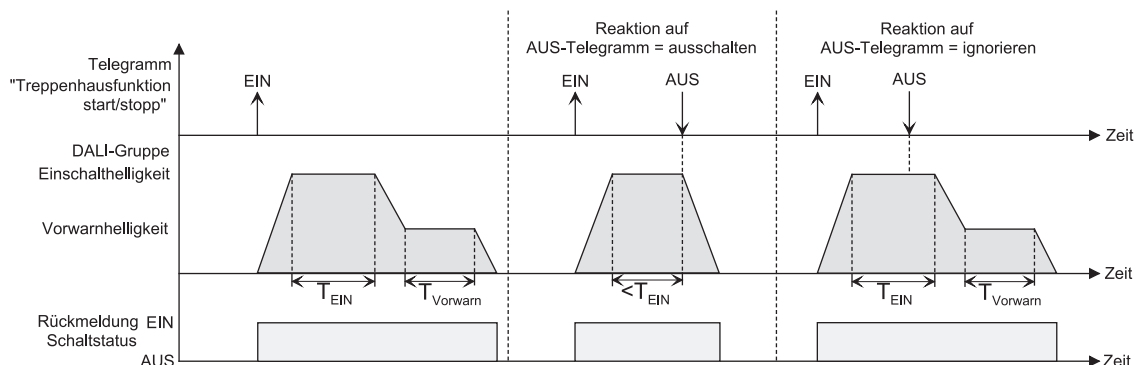 Reaktion auf
AUS-Telegramm = ausschalten
Reaktion auf
AUS-Telegramm = ignorieren
Telegramm
"Treppenhausfunktion
start/stopp"
EIN
EIN
AUS
EIN
AUS
Zeit
DALI-Gruppe
Einschalthelligkeit
Vorwarnhelligkeit
Zeit
TEIN
TVorwarn
<TEIN
TEIN
TVorwarn
Rückmeldung EIN
Schaltstatus
AUS
Zeit